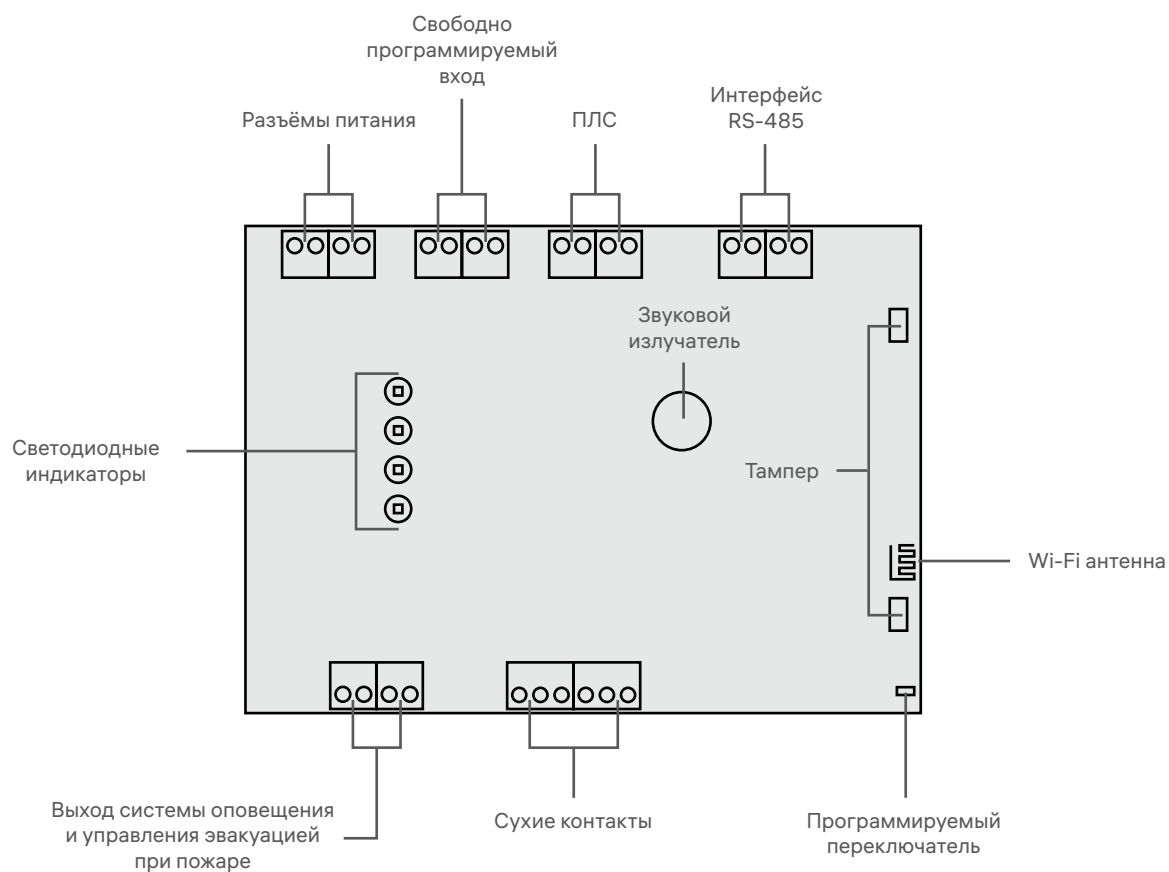 Свободно
программируемый
вход
Разъёмы питания
ПЛС
Интерфейс
RS-485
Звуковой
излучатель
Светодиодные
индикаторы
Тампер
Wi-Fi антенна
Выход системы оповещения
и управления эвакуацией
при пожаре
Сухие контакты
Программируемый
переключатель